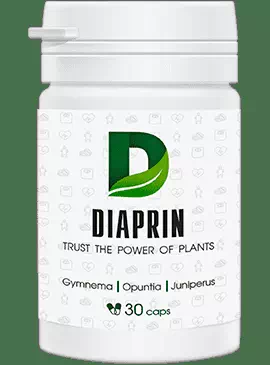 D
DIAPRIN
TRUST THE POWER OF PLANTS
Gymnema | Opuntia | Juniperus
30 caps